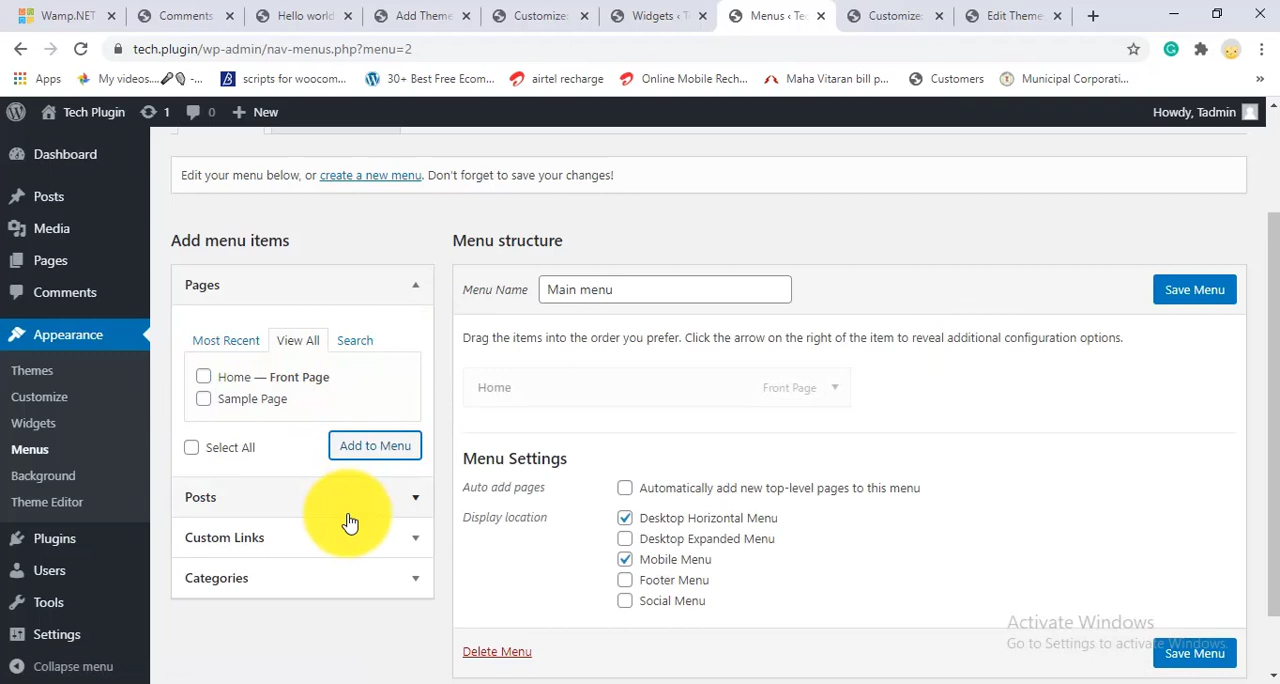 Wamp.NET
Comments
Hello world
Add Theme
Customize:
Widgets ‹ T
Menus ‹ Tec
Customize:
Edit Theme
tech.plugin/wp-admin/nav-menus.php?menu=2
Apps
My videos....
scripts for woocom...
30+ Best Free Ecom...
airtel recharge
Online Mobile Rech...
Maha Vitaran bill p...
Customers
Municipal Corporati...
»
Tech Plugin
1
0
New
Howdy, Tadmin
Dashboard
Posts
Media
Pages
Comments
Appearance
Themes
Customize
Widgets
Menus
Background
Theme Editor
Plugins
Users
Tools
Settings
Collapse menu
Edit your menu below, or create a new menu. Don't forget to save your changes!
Add menu items
Pages
Most Recent
View All
Search
Home — Front Page
Sample Page
Select All
Add to Menu
Posts
Custom Links
Categories
Menu structure
Menu Name
Main menu
Save Menu
Drag the items into the order you prefer. Click the arrow on the right of the item to reveal additional configuration options.
Home
Front Page
Menu Settings
Auto add pages
Automatically add new top-level pages to this menu
Display location
Desktop Horizontal Menu
Desktop Expanded Menu
Mobile Menu
Footer Menu
Social Menu
Delete Menu
Save Menu
Activate Windows
Go to Settings to activate Windows.